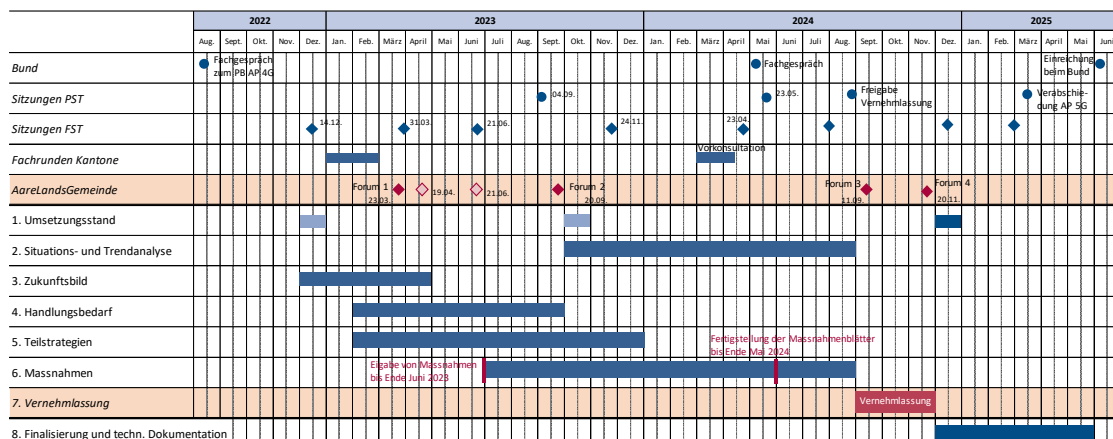 2022 2023 2024 2025
Aug. Sept. Okt. Nov. Dez. Jan. Feb. März April Mai Juni Juli Aug. Sept. Okt. Nov. Dez. Jan. Feb. März April Mai Juni Juli Aug. Sept. Okt. Nov. Dez. Jan. Feb. März April Mai Juni
Bund
Fachgespräch
zum PB AP 4G
Fachgespräch
Einreichung
beim Bund
Sitzungen PST
04.09.
23.05.
Freigabe
Vernehmlassung
Verabschie-
dung AP 5G
Sitzungen FST
14.12.
31.03.
21.06.
24.11.
23.04.
Fachrunden Kantone
Vorkonsultation
AareLandsGemeinde
Forum 1
23.03.
19.04.
21.06.
Forum 2
20.09.
Forum 3
11.09.
Forum 4
20.11.
1. Umsetzungsstand
2. Situations- und Trendanalyse
3. Zukunftsbild
4. Handlungsbedarf
5. Teilstrategien
Fertigstellung der Massnahmenblätter
bis Ende Mai 2024
6. Massnahmen
Eigabe von Massnahmen
bis Ende Juni 2023
7. Vernehmlassung
Vernehmlassung
8. Finalisierung und techn. Dokumentation